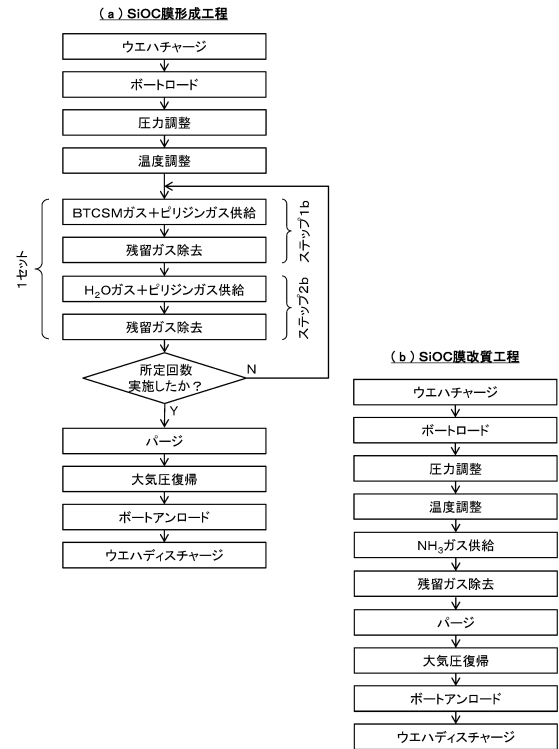 (a) SiOC膜形成工程
ウエハチャージ
ボートロード
圧力調整
温度調整
BTCSMガス+ピリジンガス供給
残留ガス除去
ステップ1b
H₂Oガス+ピリジンガス供給
残留ガス除去
ステップ2b
1セット
所定回数
実施したか?
N
Y
パージ
大気圧復帰
ボートアンロード
ウエハディスチャージ
(b) SiOC膜改質工程
ウエハチャージ
ボートロード
圧力調整
温度調整
NH₃ガス供給
残留ガス除去
パージ
大気圧復帰
ボートアンロード
ウエハディスチャージ